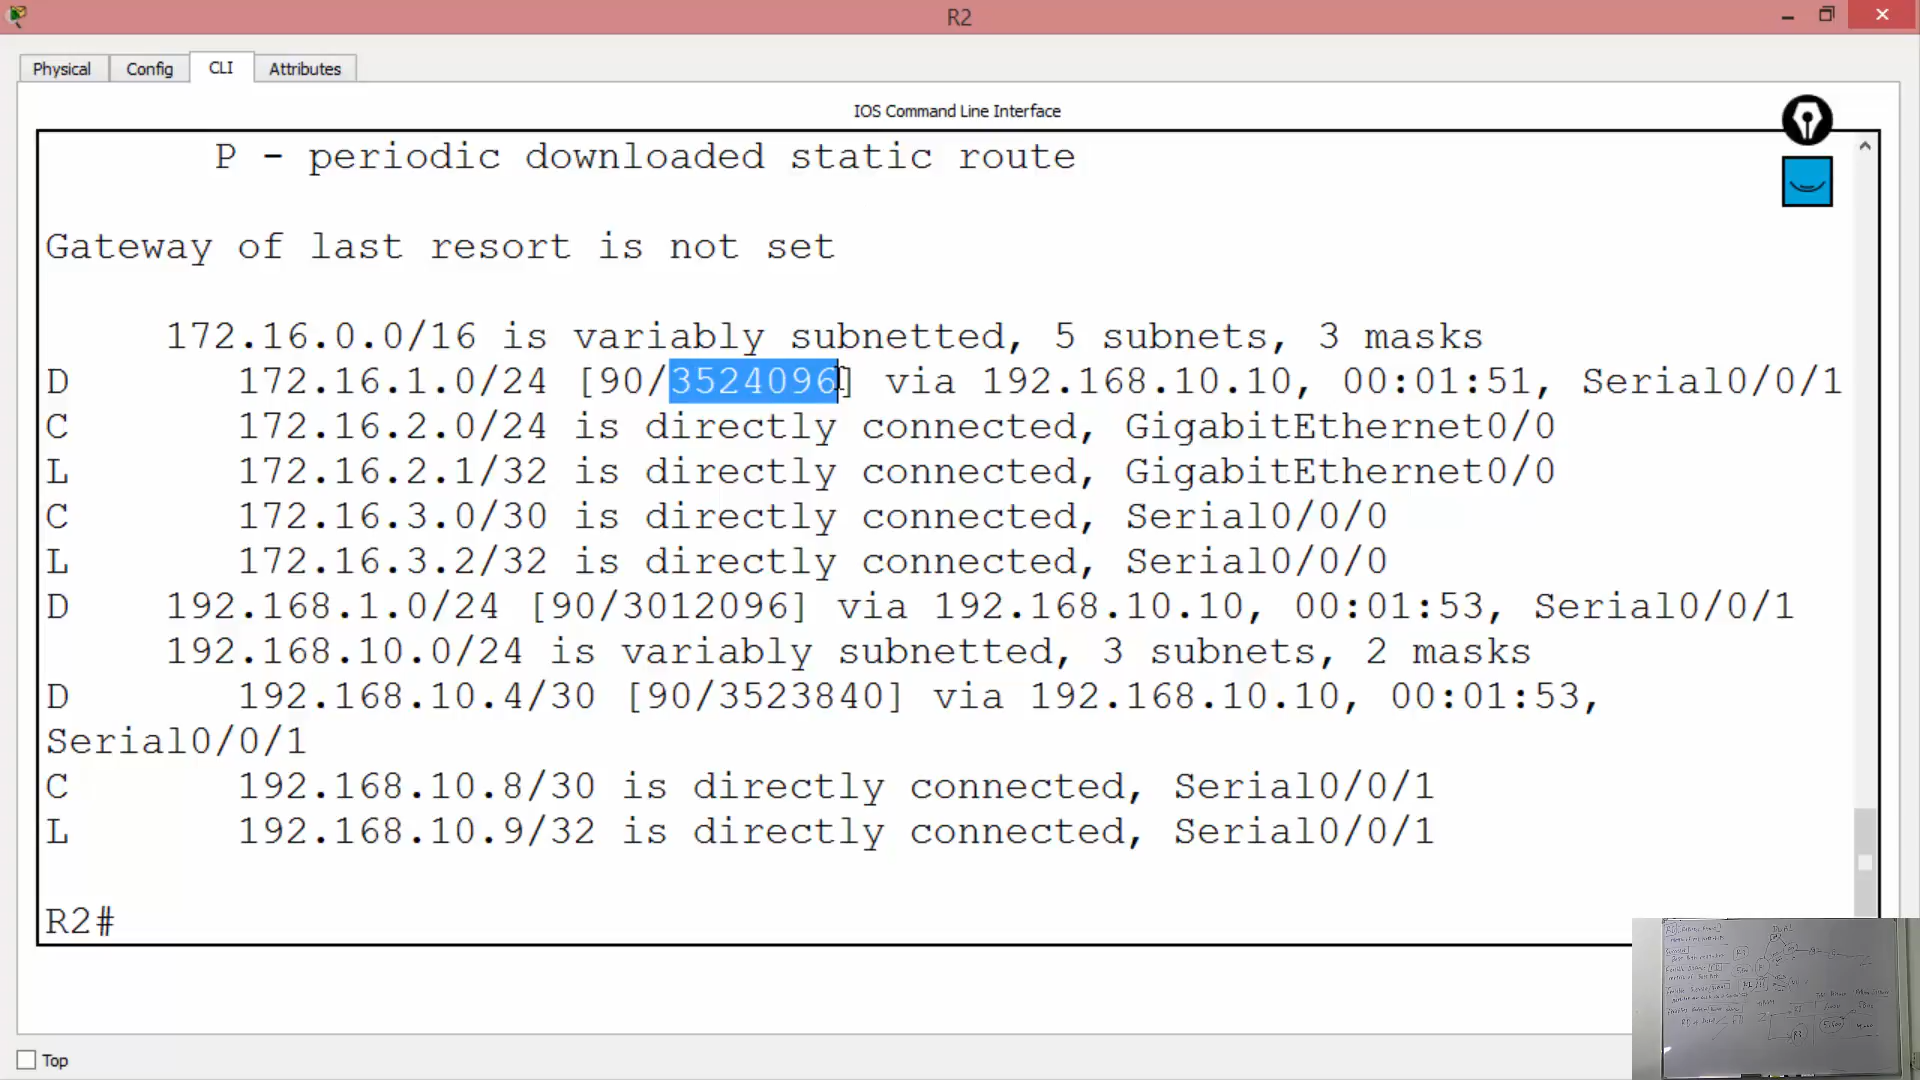 R2
Physical
Config
CLI
Attributes
IOS Command Line Interface
P - periodic downloaded static route
Gateway of last resort is not set
172.16.0.0/16 is variably subnetted, 5 subnets, 3 masks
D 172.16.1.0/24 [90/3524096] via 192.168.10.10, 00:01:51, Serial0/0/1
C 172.16.2.0/24 is directly connected, GigabitEthernet0/0
L 172.16.2.1/32 is directly connected, GigabitEthernet0/0
C 172.16.3.0/30 is directly connected, Serial0/0/0
L 172.16.3.2/32 is directly connected, Serial0/0/0
D 192.168.1.0/24 [90/3012096] via 192.168.10.10, 00:01:53, Serial0/0/1
192.168.10.0/24 is variably subnetted, 3 subnets, 2 masks
D 192.168.10.4/30 [90/3523840] via 192.168.10.10, 00:01:53,
Serial0/0/1
C 192.168.10.8/30 is directly connected, Serial0/0/1
L 192.168.10.9/32 is directly connected, Serial0/0/1
R2#
Top